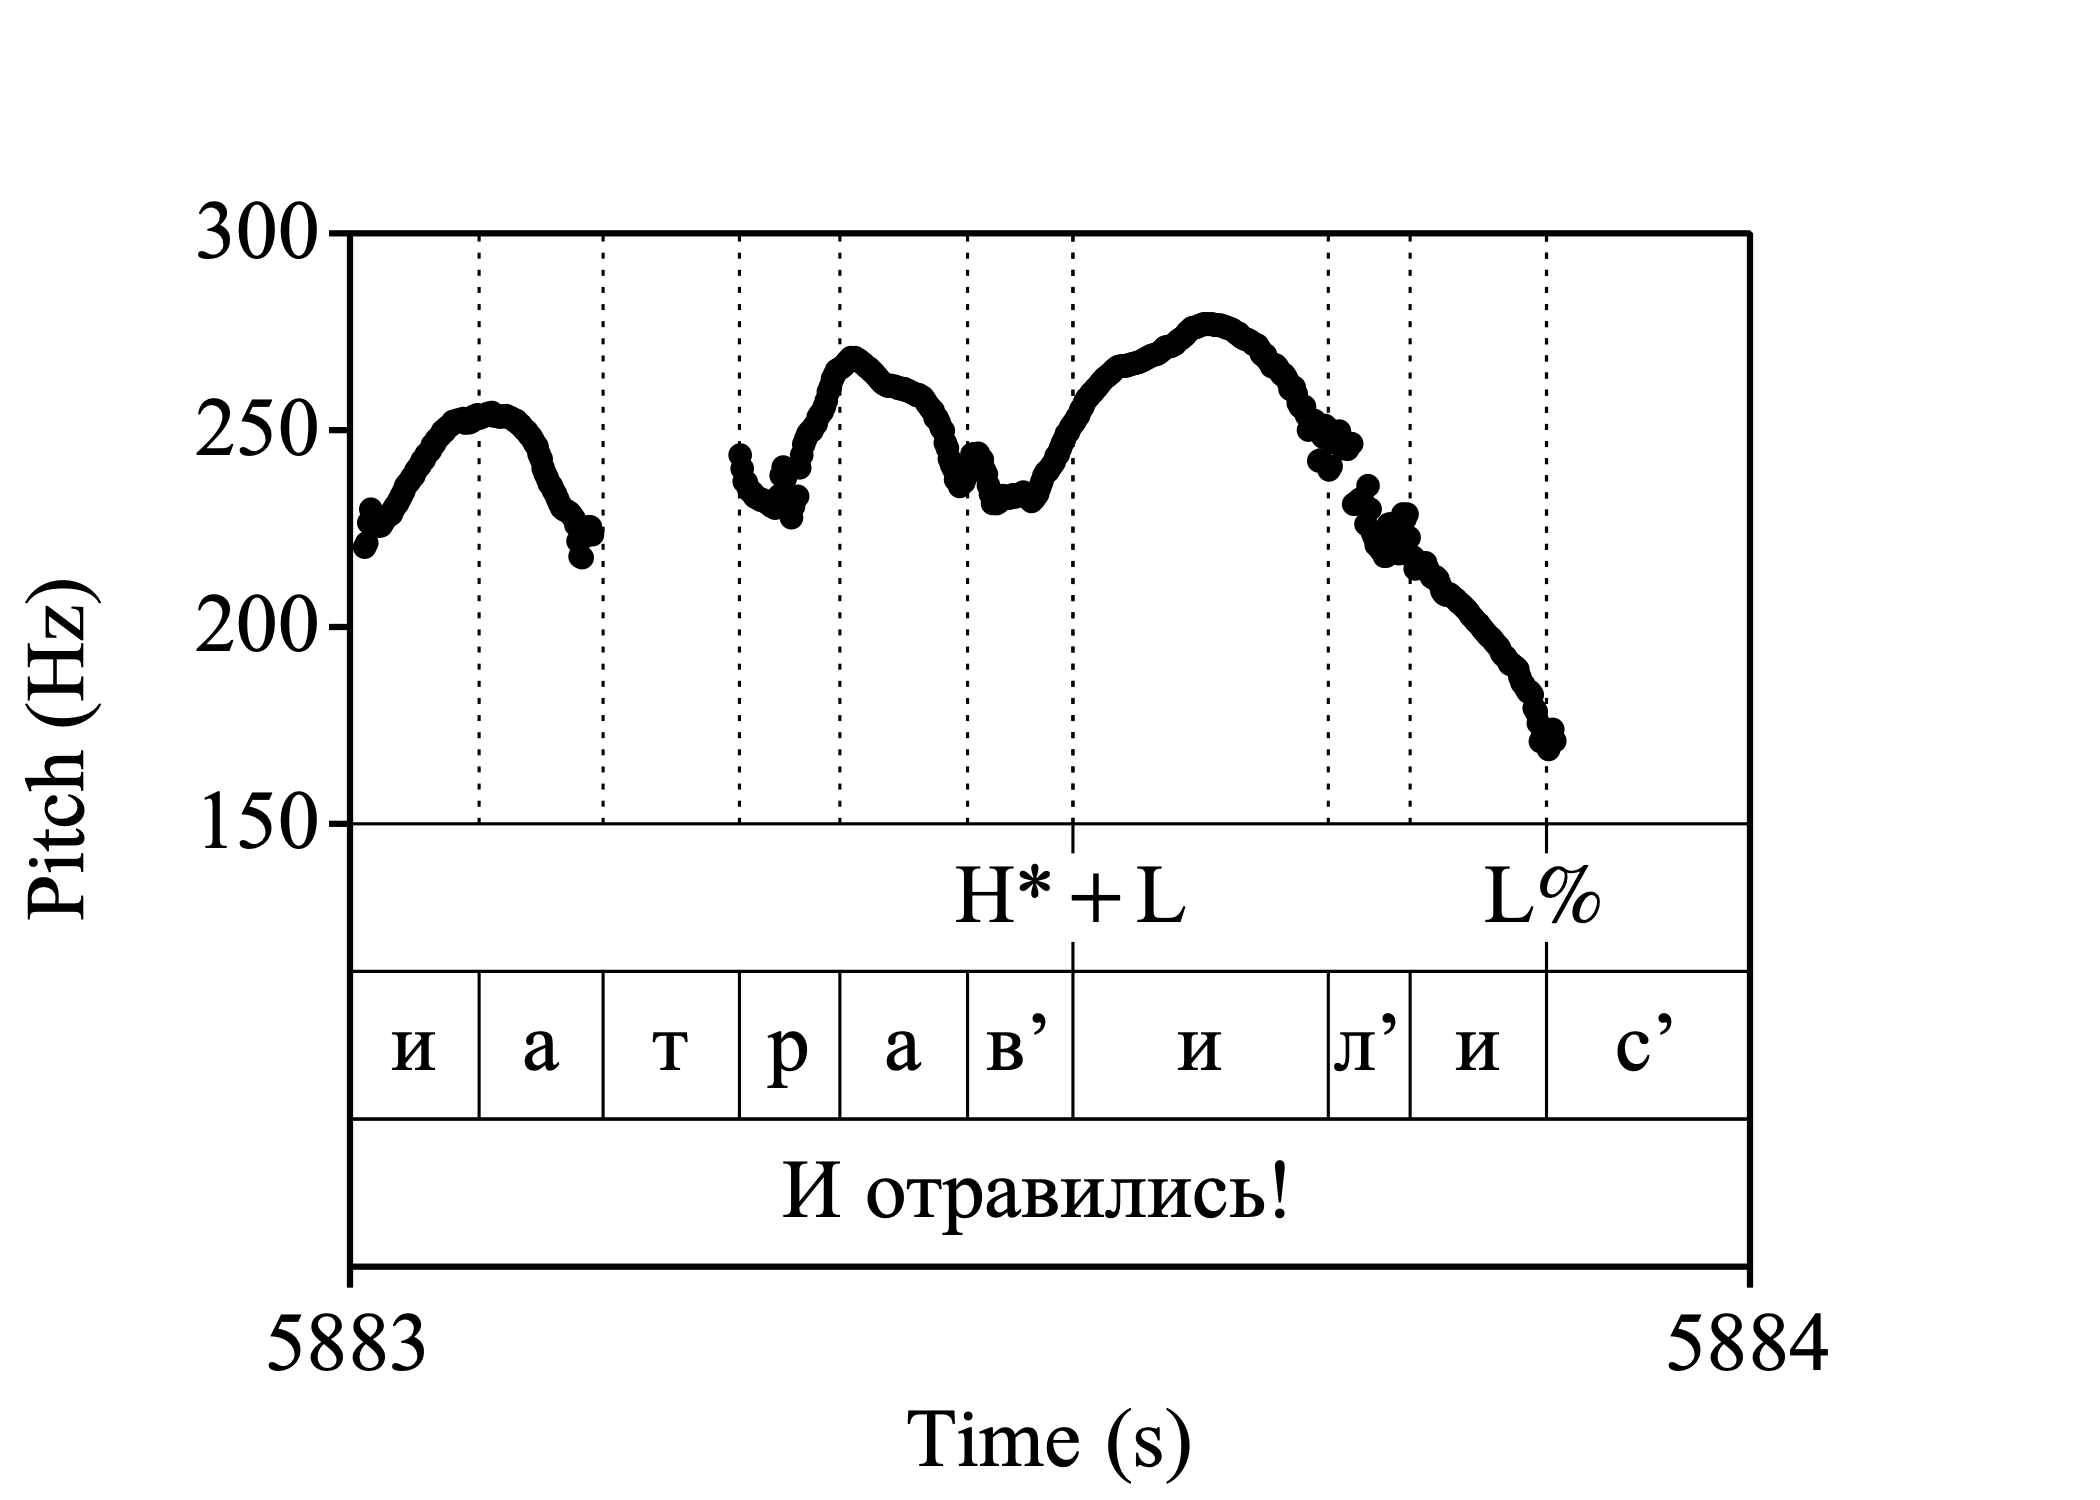 Pitch (Hz)
300
250
200
150
H* + L L%
и а т р а в’ и л’ и с’
И отравились!
5883 5884
Time (s)